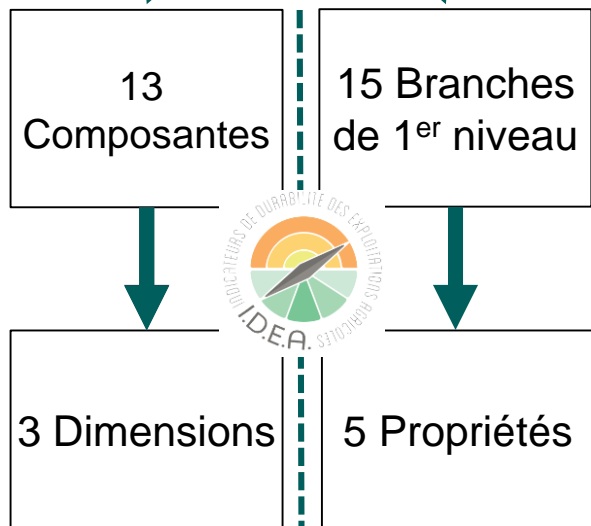 13
Composantes
15 Branches
de 1er niveau
INDICATEURS DE DURABILITÉ DES EXPLOITATIONS AGRICOLES
I.D.E.A.
3 Dimensions
5 Propriétés